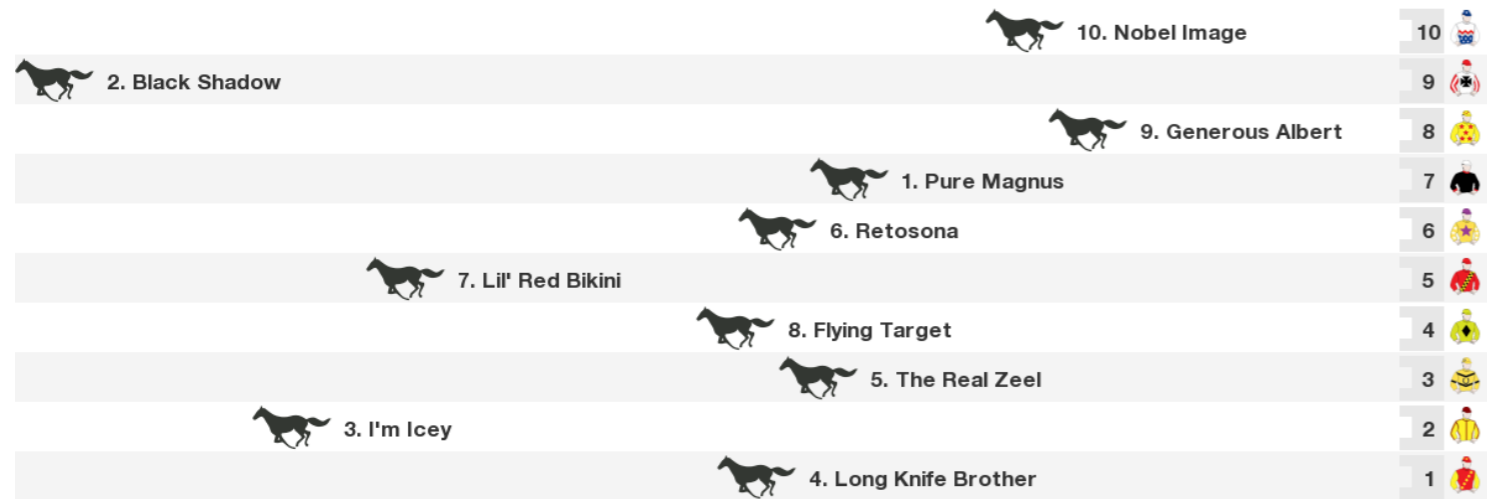 10. Nobel Image 10
2. Black Shadow 9
9. Generous Albert 8
1. Pure Magnus 7
6. Retosona 6
7. Lil' Red Bikini 5
8. Flying Target 4
5. The Real Zeel 3
3. I'm Icey 2
4. Long Knife Brother 1